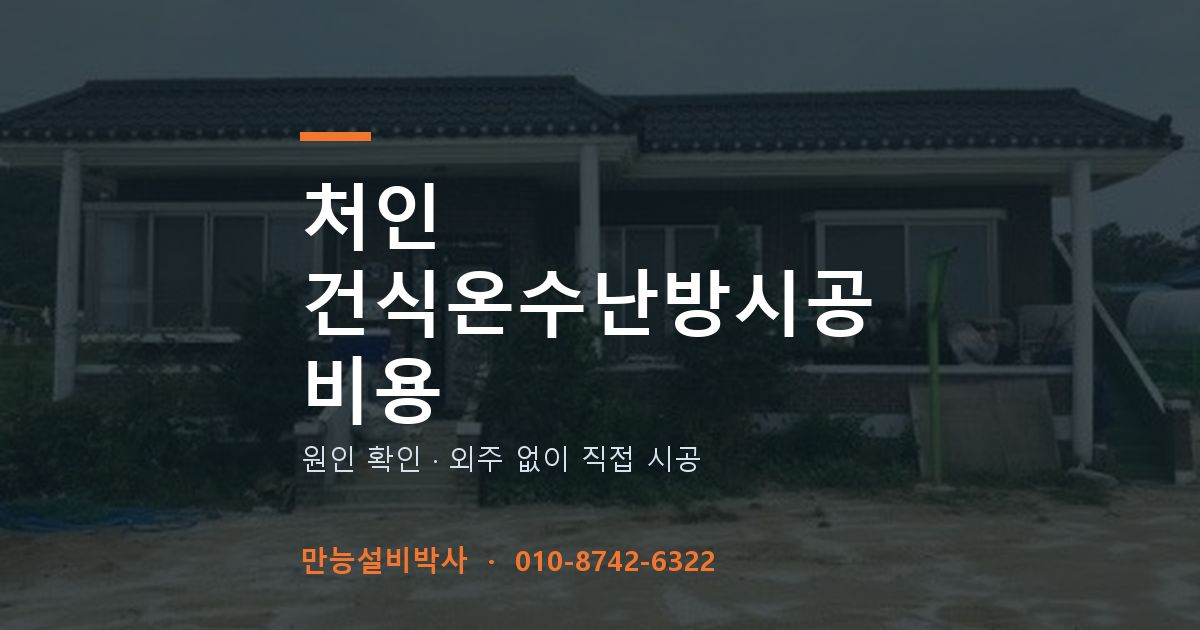 처인
건식온수난방시공
비용
원인 확인 · 외주 없이 직접 시공
만능설비박사 · 010-8742-6322